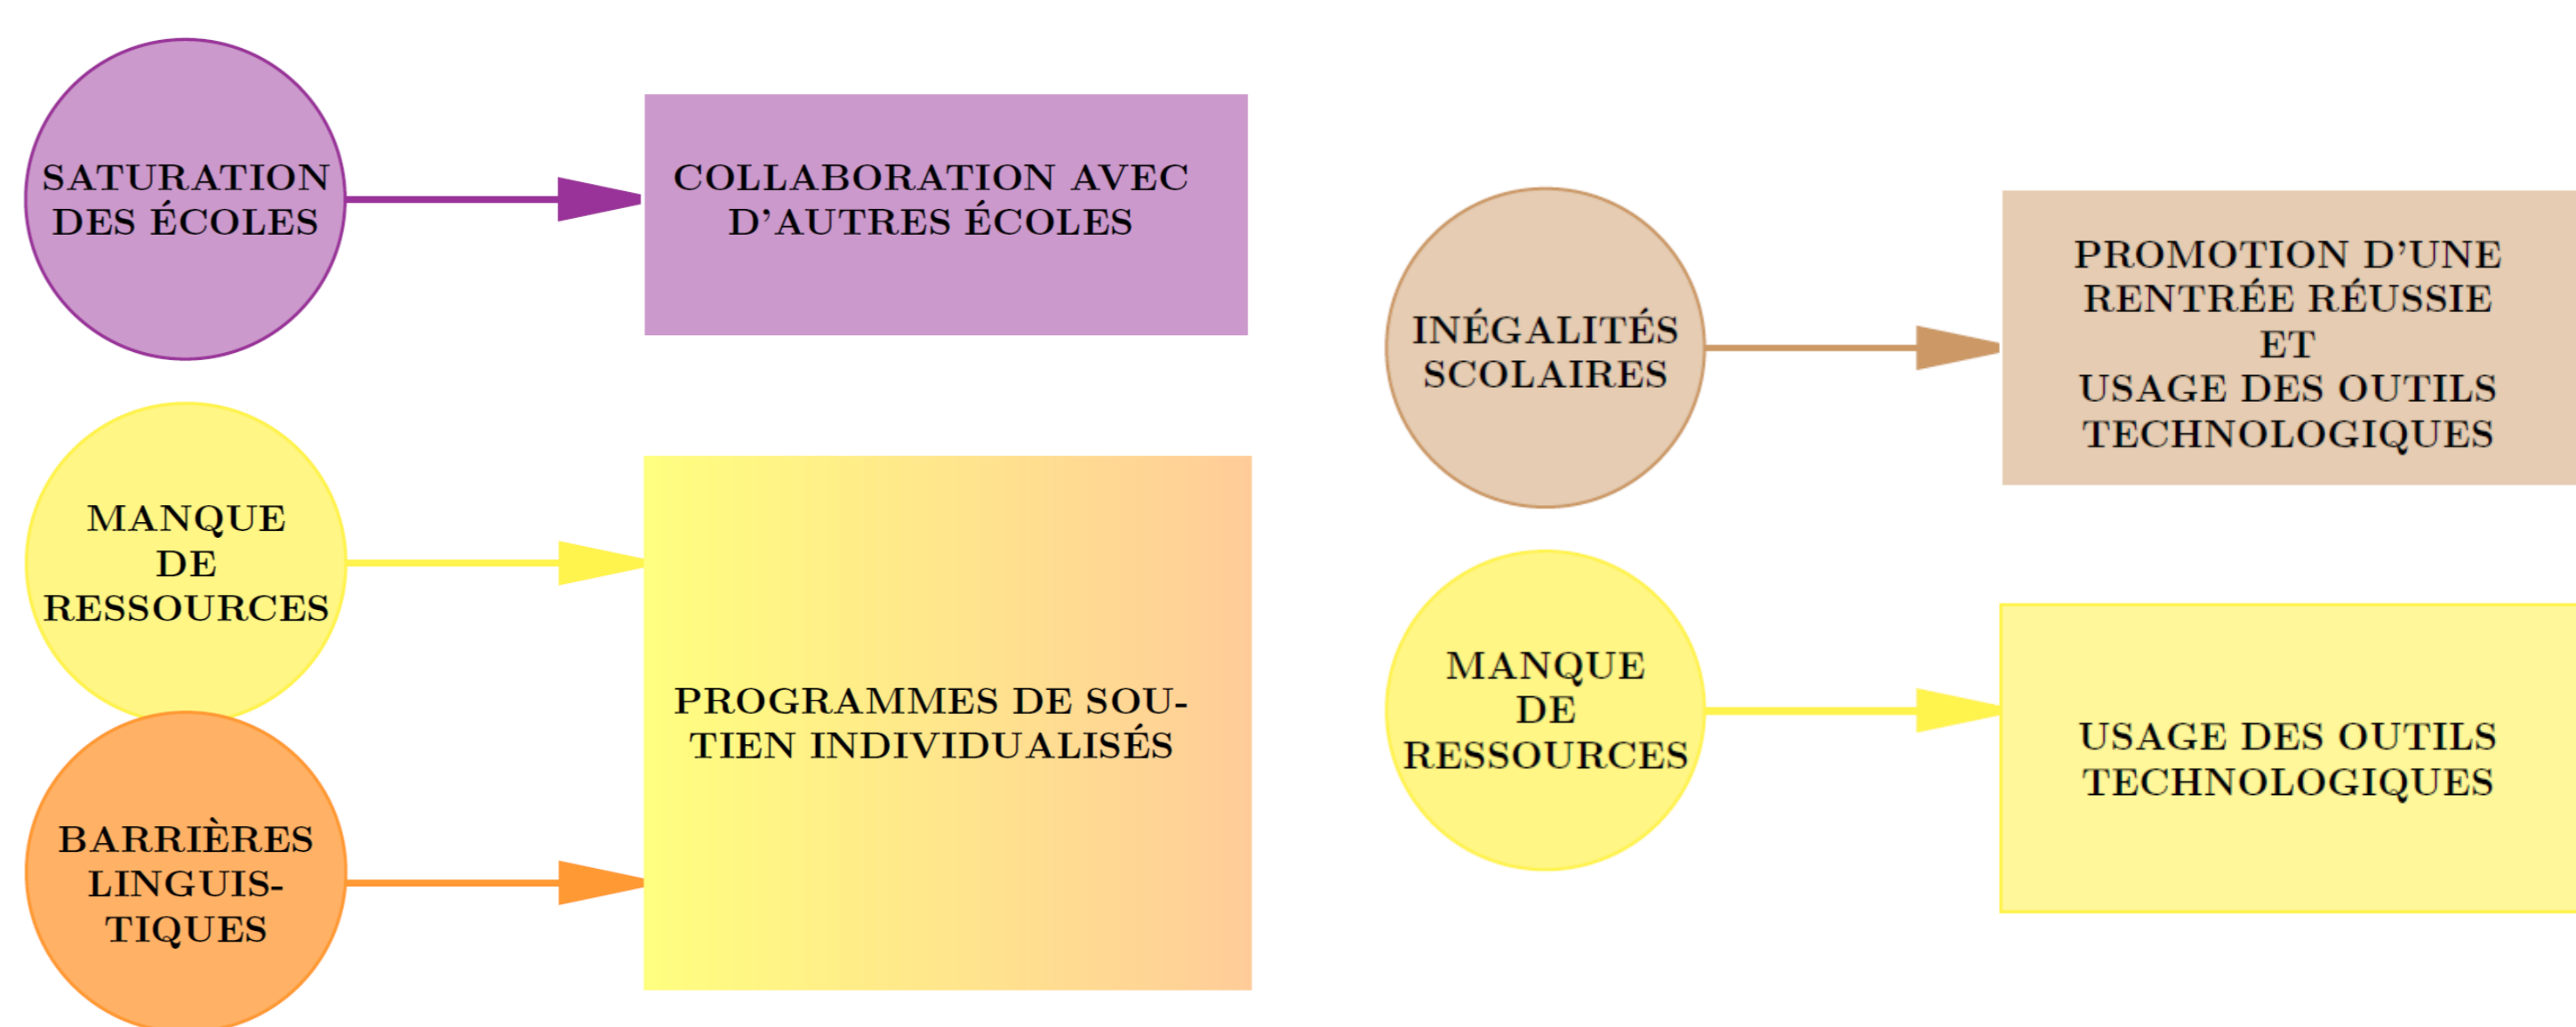 SATURATION
DES ÉCOLES
COLLABORATION AVEC
D'AUTRES ÉCOLES
MANQUE
DE
RESSOURCES
BARRIÈRES
LINGUIS-
TIQUES
PROGRAMMES DE SOU-
TIEN INDIVIDUALISÉS
INÉGALITÉS
SCOLAIRES
PROMOTION D'UNE
RENTRÉE RÉUSSIE
ET
USAGE DES OUTILS
TECHNOLOGIQUES
MANQUE
DE
RESSOURCES
USAGE DES OUTILS
TECHNOLOGIQUES